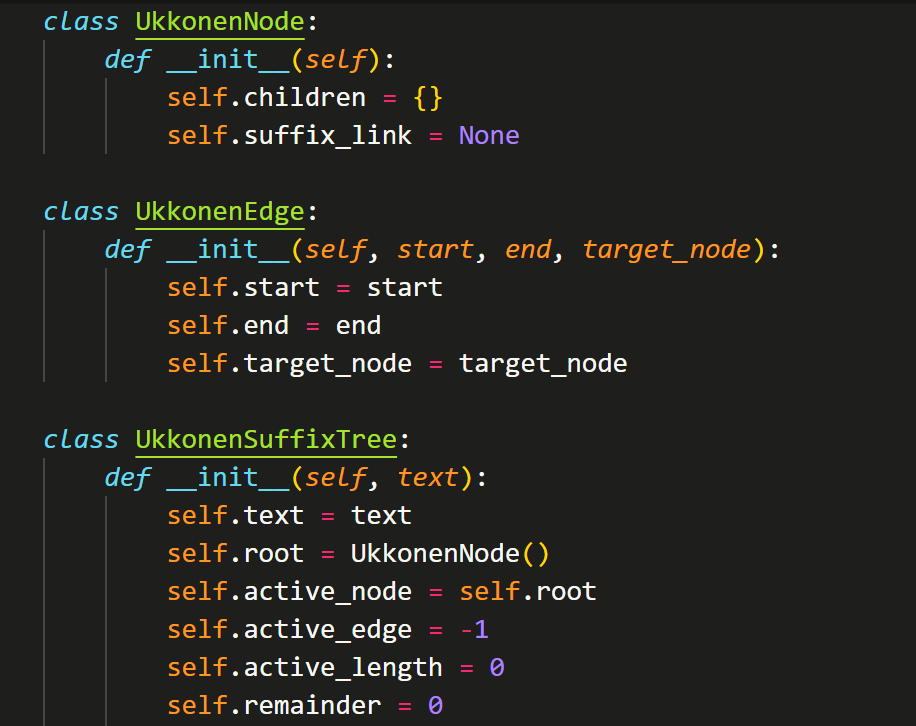 class UkkonenNode:
    def __init__(self):
        self.children = {}
        self.suffix_link = None

class UkkonenEdge:
    def __init__(self, start, end, target_node):
        self.start = start
        self.end = end
        self.target_node = target_node

class UkkonenSuffixTree:
    def __init__(self, text):
        self.text = text
        self.root = UkkonenNode()
        self.active_node = self.root
        self.active_edge = -1
        self.active_length = 0
        self.remainder = 0